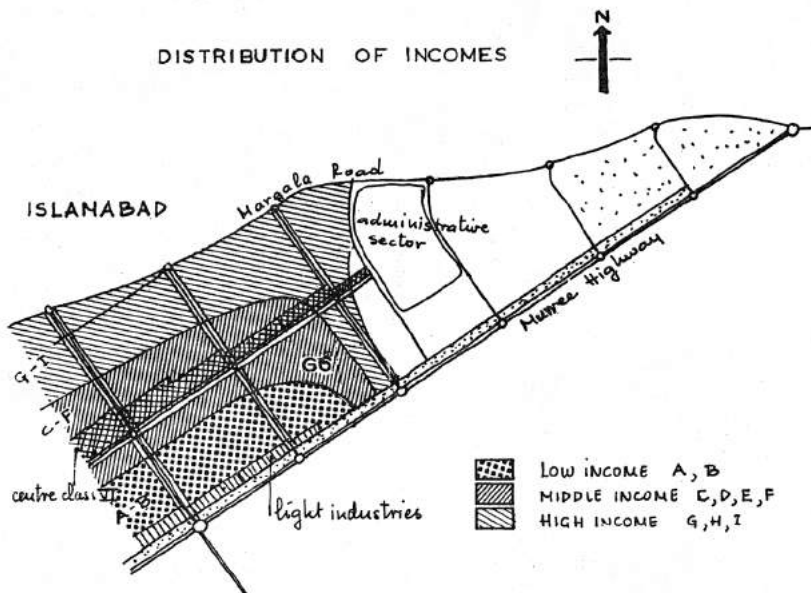 DISTRIBUTION OF INCOMES
N
ISLAMABAD
Margala Road
administrative
sector
Murree Highway
G-I
C-F
G6
centre class VI
A-B
light industries
LOW INCOME A, B
MIDDLE INCOME C, D, E, F
HIGH INCOME G, H, I